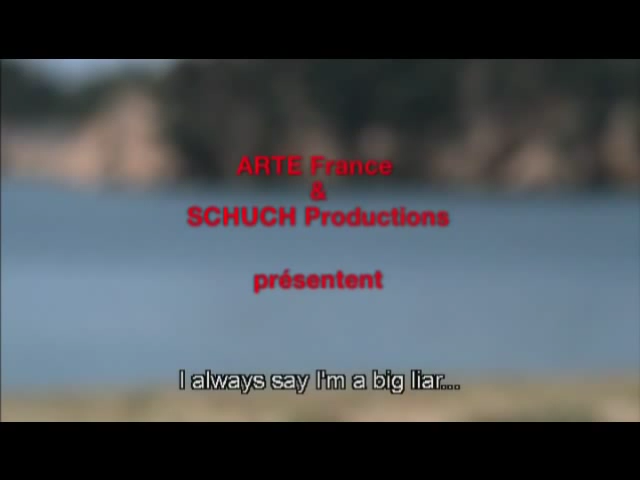 ARTE France
&
SCHUCH Productions
présentent
I always say I'm a big liar...